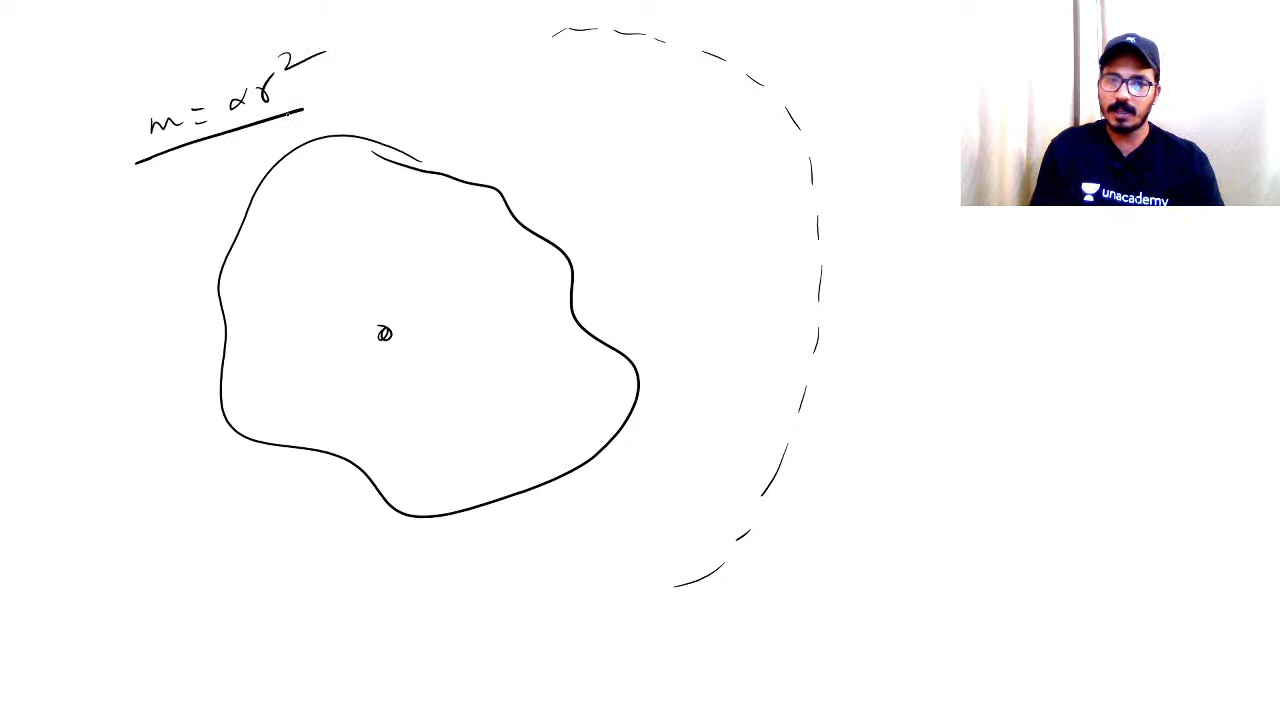 m = αr²
unacademy